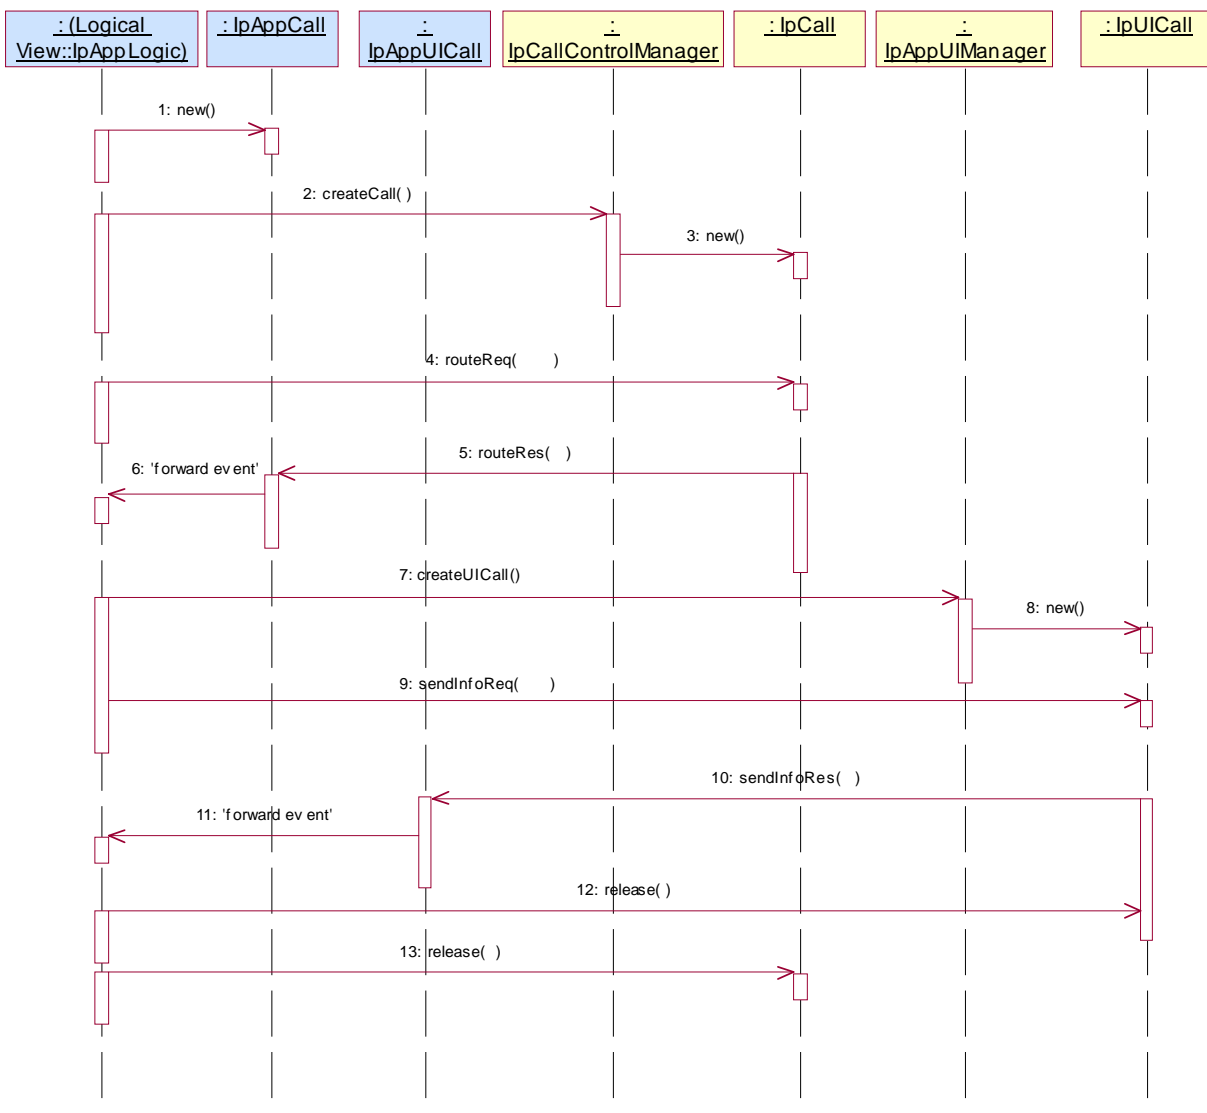 : (Logical
View::IpAppLogic)
: IpAppCall
:
IpAppUICall
:
IpCallControlManager
: IpCall
:
IpAppUIManager
: IpUICall
1: new()
2: createCall( )
3: new()
4: routeReq( )
5: routeRes( )
6: 'forward event'
7: createUICall()
8: new()
9: sendInfoReq( )
10: sendInfoRes( )
11: 'forward event'
12: release( )
13: release( )